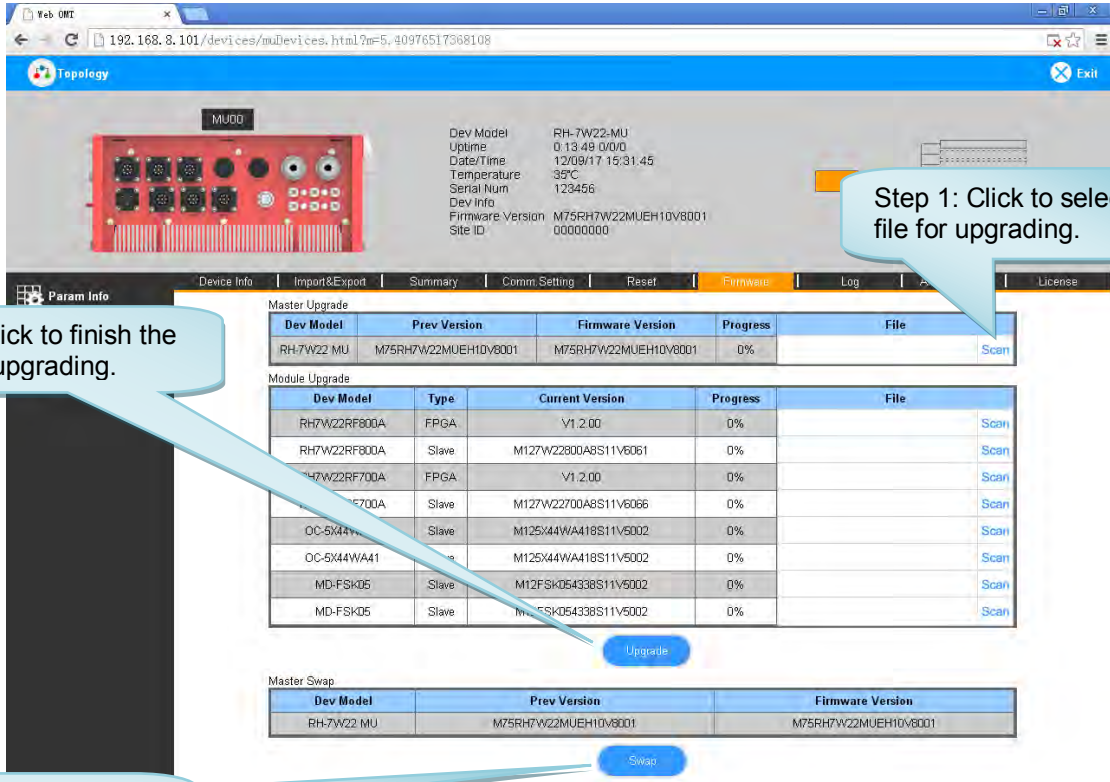 Web OMT ×
192.168.8.101/devices/muDevices.html?m=5.40976517368108
Topology Exit
MU00
Dev Model RH-7W22-MU
Uptime 0:13:49 0/0/0
Date/Time 12/09/17 15:31:45
Temperature 35℃
Serial Num 123456
Dev Info
Firmware Version M75RH7W22MUEH10V8001
Site ID 00000000
Step 1: Click to selec
file for upgrading.
Device Info Import&Export Summary Comm.Setting Reset Firmware Log A License
Param Info
ick to finish the
upgrading.
Master Upgrade
Dev Model Prev Version Firmware Version Progress File
RH-7W22 MU M75RH7W22MUEH10V8001 M75RH7W22MUEH10V8001 0% Scan
Module Upgrade
Dev Model Type Current Version Progress File
RH7W22RF800A FPGA V1.2.00 0% Scan
RH7W22RF800A Slave M127W22800A8S11V6061 0% Scan
RH7W22RF700A FPGA V1.2.00 0% Scan
F700A Slave M127W22700A8S11V6066 0% Scan
OC-5X44W Slave M125X44WA418S11V5002 0% Scan
OC-5X44WA41 M125X44WA418S11V5002 0% Scan
MD-FSK05 Slave M12FSK054338S11V5002 0% Scan
MD-FSK05 Slave FSK054338S11V5002 0% Scan
Upgrade
Master Swap
Dev Model Prev Version Firmware Version
RH-7W22 MU M75RH7W22MUEH10V8001 M75RH7W22MUEH10V8001
Swap